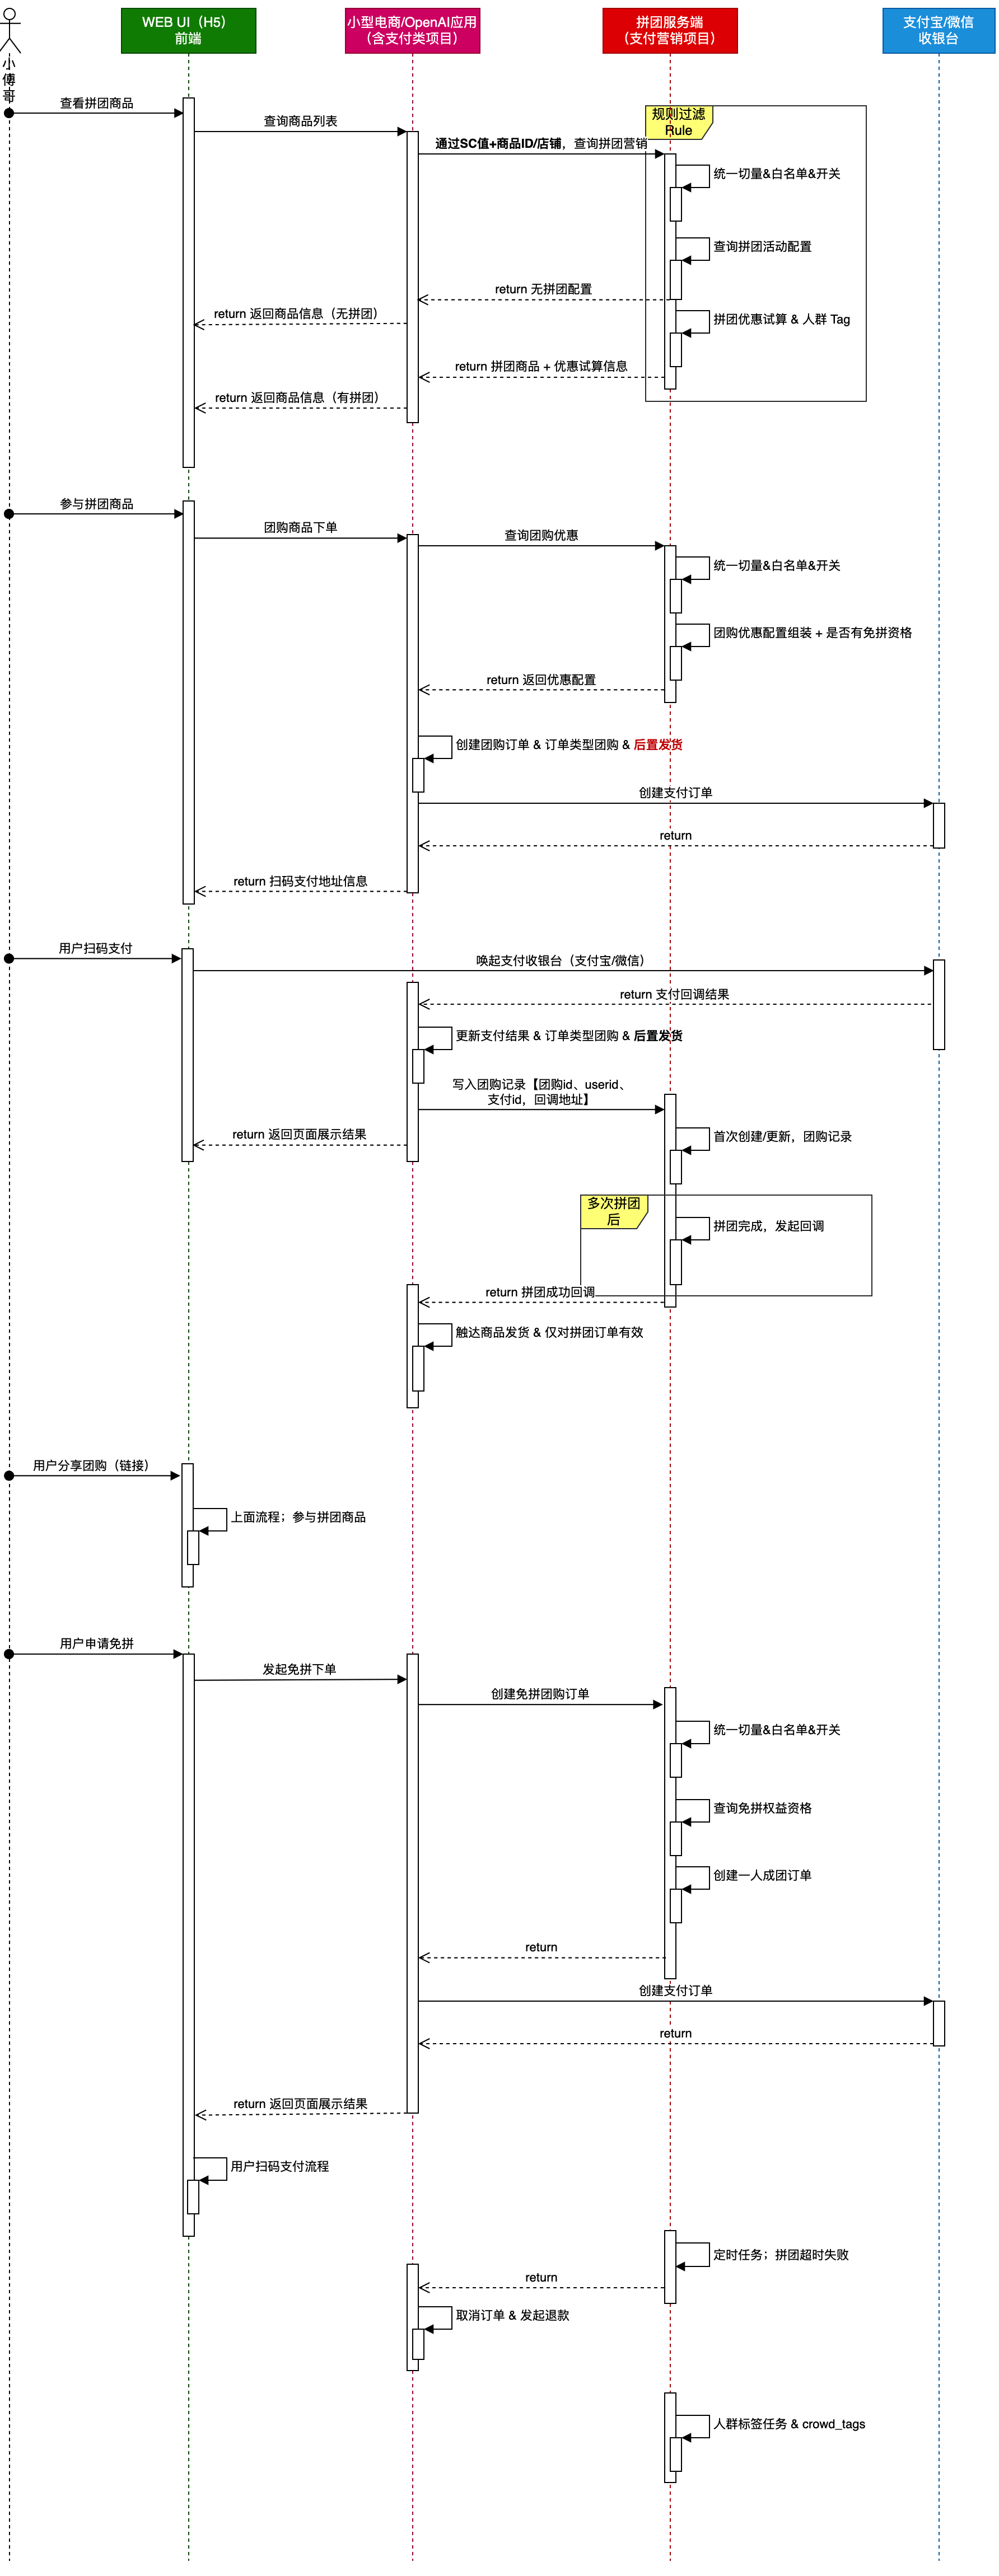 小
傅
哥
WEB UI（H5）
前端
小型电商/OpenAI应用
（含支付类项目）
拼团服务端
（支付营销项目）
支付宝/微信
收银台
查看拼团商品
查询商品列表
规则过滤
Rule
通过SC值+商品ID/店铺，查询拼团营销
统一切量&白名单&开关
查询拼团活动配置
return 无拼团配置
return 返回商品信息（无拼团）
拼团优惠试算 & 人群 Tag
return 拼团商品 + 优惠试算信息
return 返回商品信息（有拼团）
参与拼团商品
团购商品下单
查询团购优惠
统一切量&白名单&开关
团购优惠配置组装 + 是否有免拼资格
return 返回优惠配置
创建团购订单 & 订单类型团购 & 后置发货
创建支付订单
return
return 扫码支付地址信息
用户扫码支付
唤起支付收银台（支付宝/微信）
return 支付回调结果
更新支付结果 & 订单类型团购 & 后置发货
写入团购记录【团购id、userid、
支付id，回调地址】
return 返回页面展示结果
首次创建/更新，团购记录
多次拼团
后
拼团完成，发起回调
return 拼团成功回调
触达商品发货 & 仅对拼团订单有效
用户分享团购（链接）
上面流程；参与拼团商品
用户申请免拼
发起免拼下单
创建免拼团购订单
统一切量&白名单&开关
查询免拼权益资格
创建一人成团订单
return
创建支付订单
return
return 返回页面展示结果
用户扫码支付流程
定时任务；拼团超时失败
return
取消订单 & 发起退款
人群标签任务 & crowd_tags